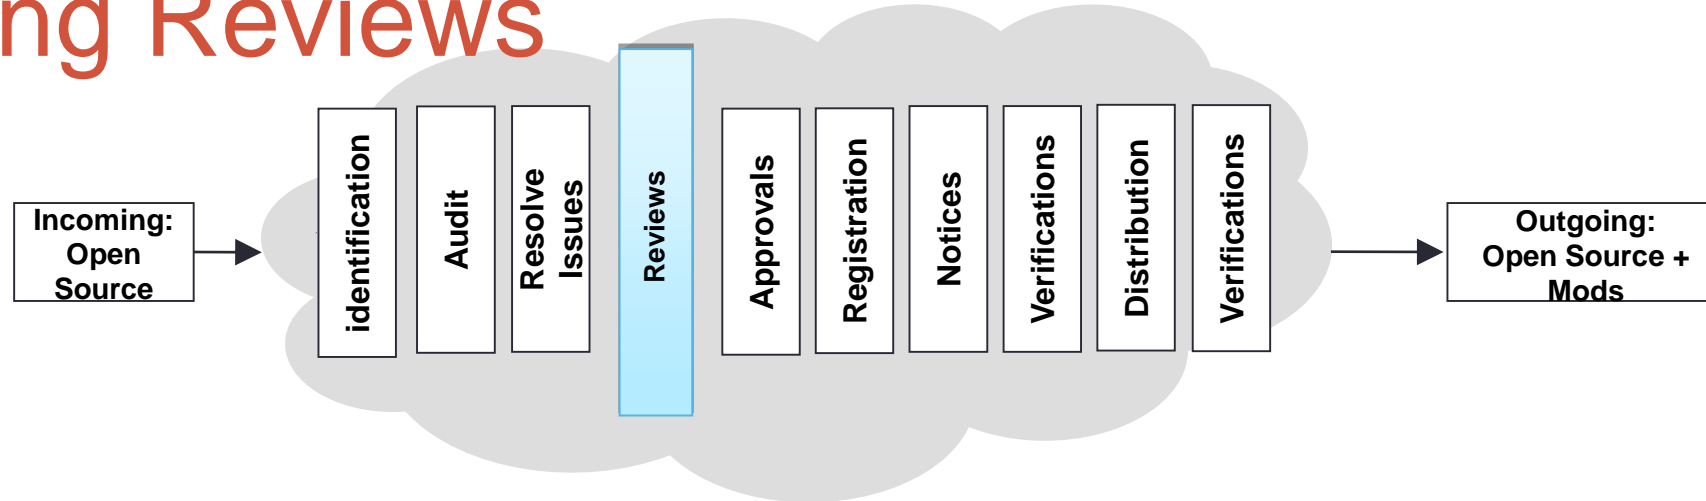 ng Reviews
Incoming:
Open
Source
identification
Audit
Resolve
Issues
Reviews
Approvals
Registration
Notices
Verifications
Distribution
Verifications
Outgoing:
Open Source +
Mods